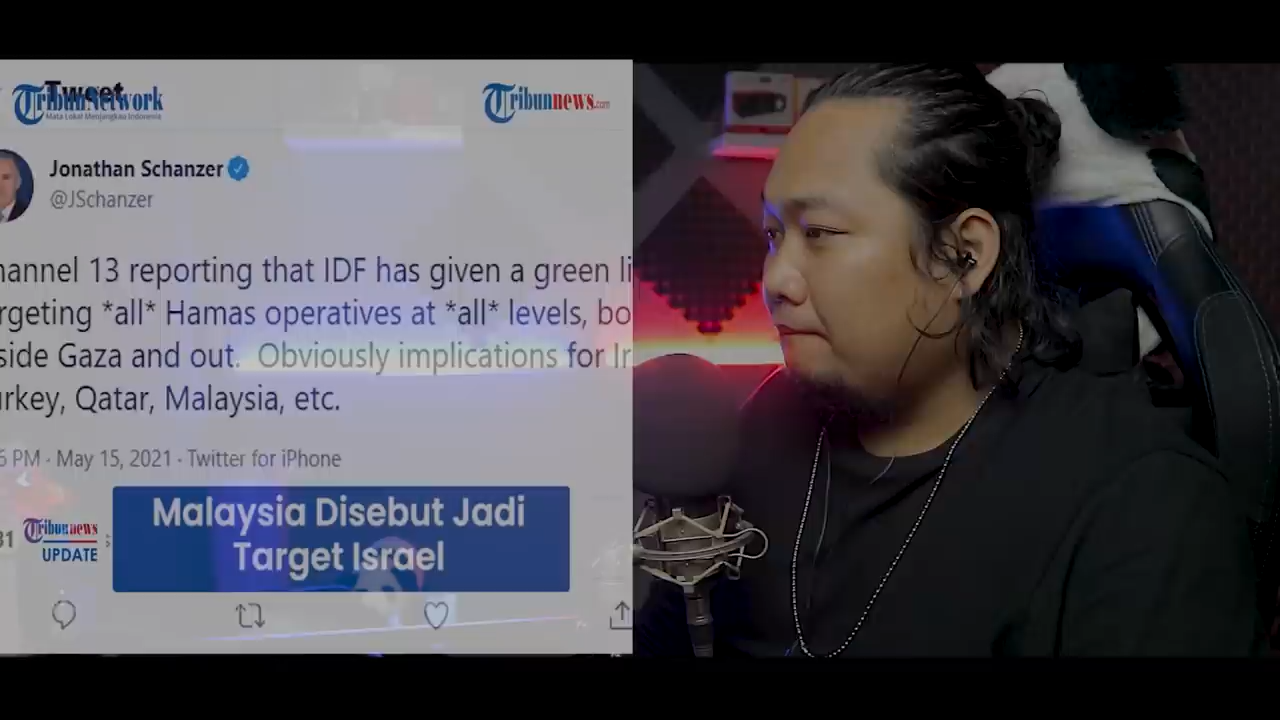 Tweet
TribunNetwork
Mata Lokal Menjangkau Indonesia
Tribunnews.com
Jonathan Schanzer
@JSchanzer
hannel 13 reporting that IDF has given a green li
rgeting *all* Hamas operatives at *all* levels, bo
side Gaza and out. Obviously implications for Ir
urkey, Qatar, Malaysia, etc.
6 PM · May 15, 2021 · Twitter for iPhone
Malaysia Disebut Jadi
Target Israel
31
Tribunnews
UPDATE